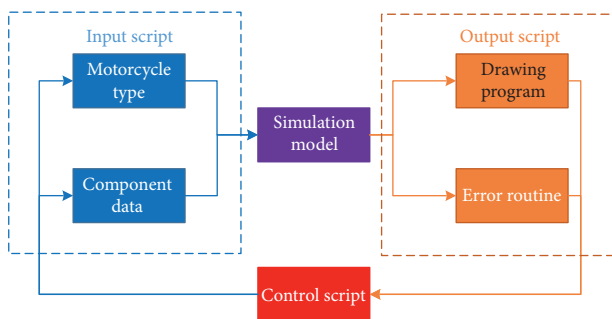 Input script
Motorcycle
type
Component
data
Simulation
model
Output script
Drawing
program
Error routine
Control script